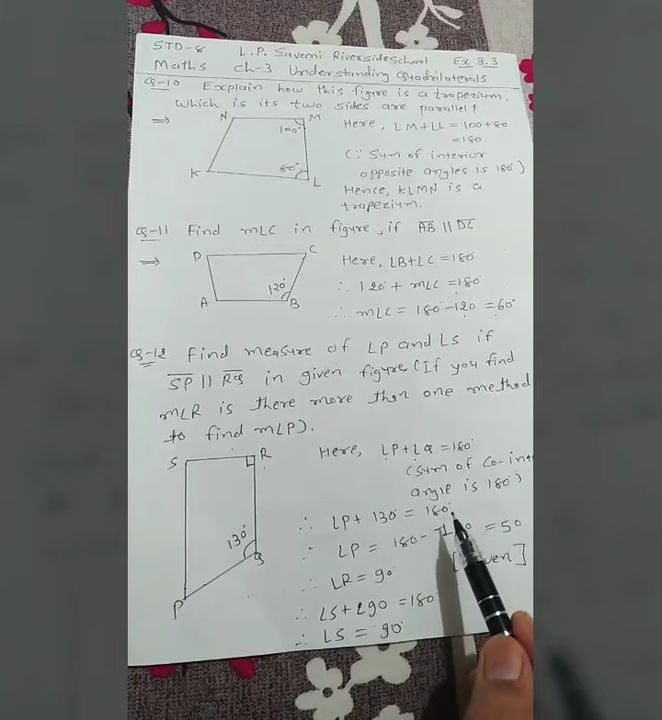 STD-8 L.P. Savani Riverside School Ex 3.3
Maths ch-3 Understanding Quadrilaterals
Q-10 Explain how this figure is a trapezium.
Which is its two sides are parallel?
⇒ N M Here, ∠M+∠L = 100+80
100° =180
K 80° L (∵ Sum of interior
opposite angles is 180°)
Hence, KLMN is a
trapezium.
Q-11 Find m∠C in figure, if AB || DC
⇒ D C Here, ∠B+∠C = 180°
A 120° B ∴ 120° + m∠C = 180°
∴ m∠C = 180°-120 = 60°
Q-12 Find measure of ∠P and ∠S if
SP || RQ in given figure (If you find
m∠R is there more than one method
to find m∠P).
S R Here, ∠P+∠Q = 180°
(Sum of Co-int
angle is 180°)
130° Q ∴ ∠P + 130° = 180°
∴ ∠P = 180- = 50
P ∴ ∠R = 90°
∴ ∠S+∠90 = 180°
∴ ∠S = 90°